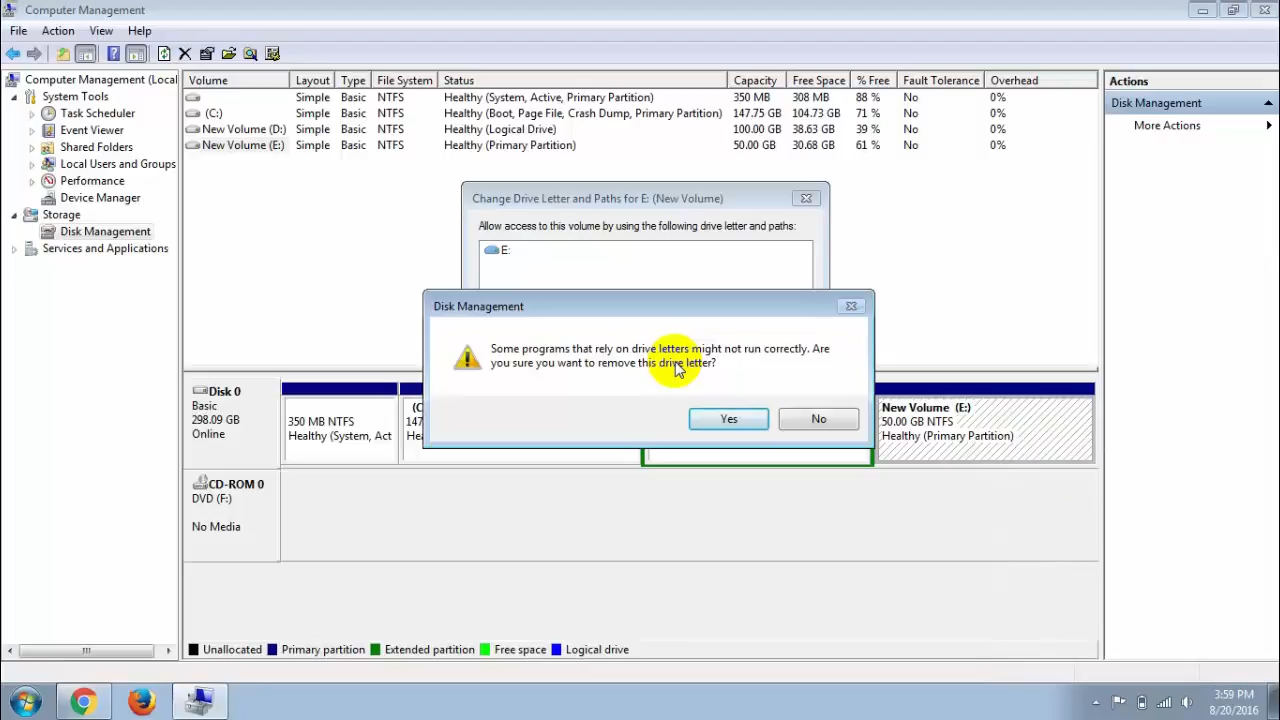 Computer Management
File Action View Help
Computer Management (Local
System Tools
Task Scheduler
Event Viewer
Shared Folders
Local Users and Groups
Performance
Device Manager
Storage
Disk Management
Services and Applications
Volume Layout Type File System Status Capacity Free Space % Free Fault Tolerance Overhead
Simple Basic NTFS Healthy (System, Active, Primary Partition) 350 MB 308 MB 88 % No 0%
(C:) Simple Basic NTFS Healthy (Boot, Page File, Crash Dump, Primary Partition) 147.75 GB 104.73 GB 71 % No 0%
New Volume (D:) Simple Basic NTFS Healthy (Logical Drive) 100.00 GB 38.63 GB 39 % No 0%
New Volume (E:) Simple Basic NTFS Healthy (Primary Partition) 50.00 GB 30.68 GB 61 % No 0%
Actions
Disk Management
More Actions
Change Drive Letter and Paths for E: (New Volume)
Allow access to this volume by using the following drive letter and paths:
E:
Disk Management
Some programs that rely on drive letters might not run correctly. Are
you sure you want to remove this drive letter?
Yes No
Disk 0
Basic
298.09 GB
Online
350 MB NTFS
Healthy (System, Act
(C
147
Hea
New Volume (E:)
50.00 GB NTFS
Healthy (Primary Partition)
CD-ROM 0
DVD (F:)
No Media
Unallocated Primary partition Extended partition Free space Logical drive
3:59 PM
8/20/2016